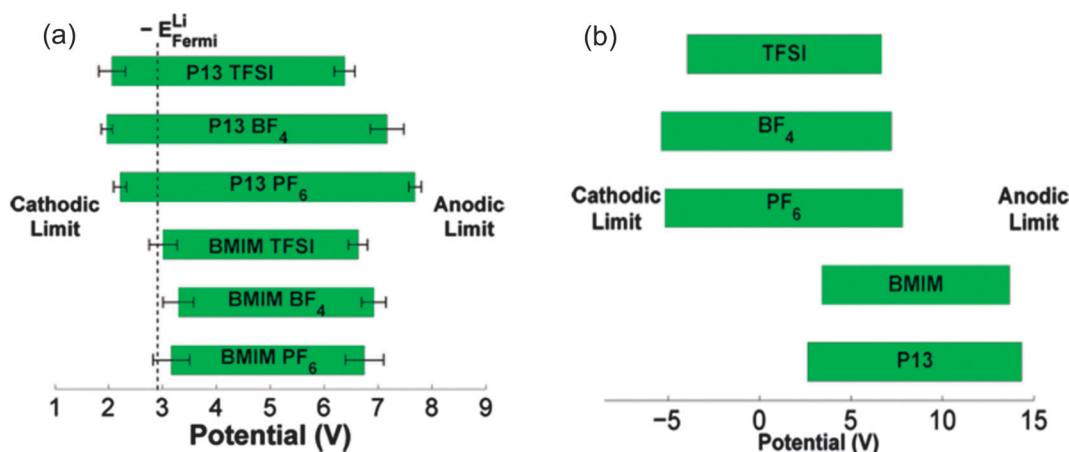 (a)
− E^Li_Fermi
P13 TFSI
P13 BF₄
P13 PF₆
Cathodic
Limit
Anodic
Limit
BMIM TFSI
BMIM BF₄
BMIM PF₆
1 2 3 4 5 6 7 8 9
Potential (V)
(b)
TFSI
BF₄
PF₆
Cathodic
Limit
Anodic
Limit
BMIM
P13
−5 0 5 10 15
Potential (V)